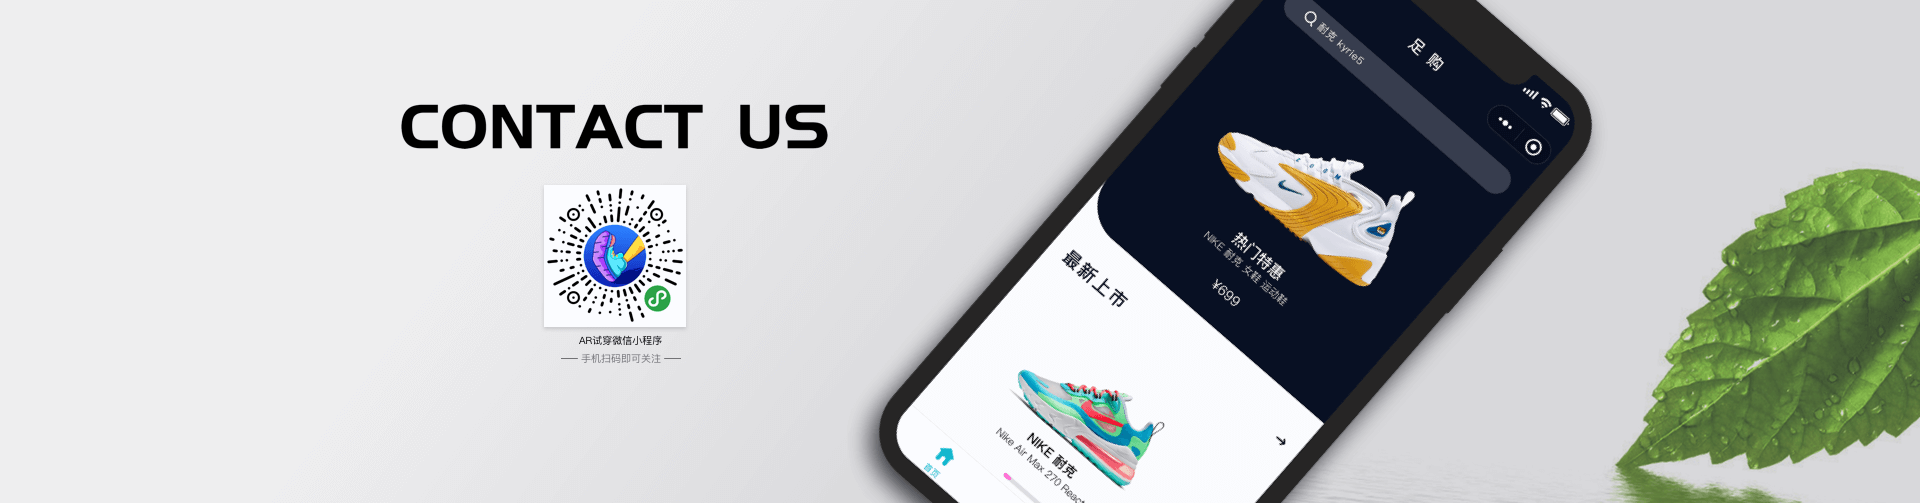 CONTACT US
AR试穿微信小程序
手机扫码即可关注
足购
耐克 kyrie5
热门特惠
NIKE 耐克 女鞋 运动鞋
¥699
最新上市
NIKE 耐克
Nike Air Max 270 React
首页